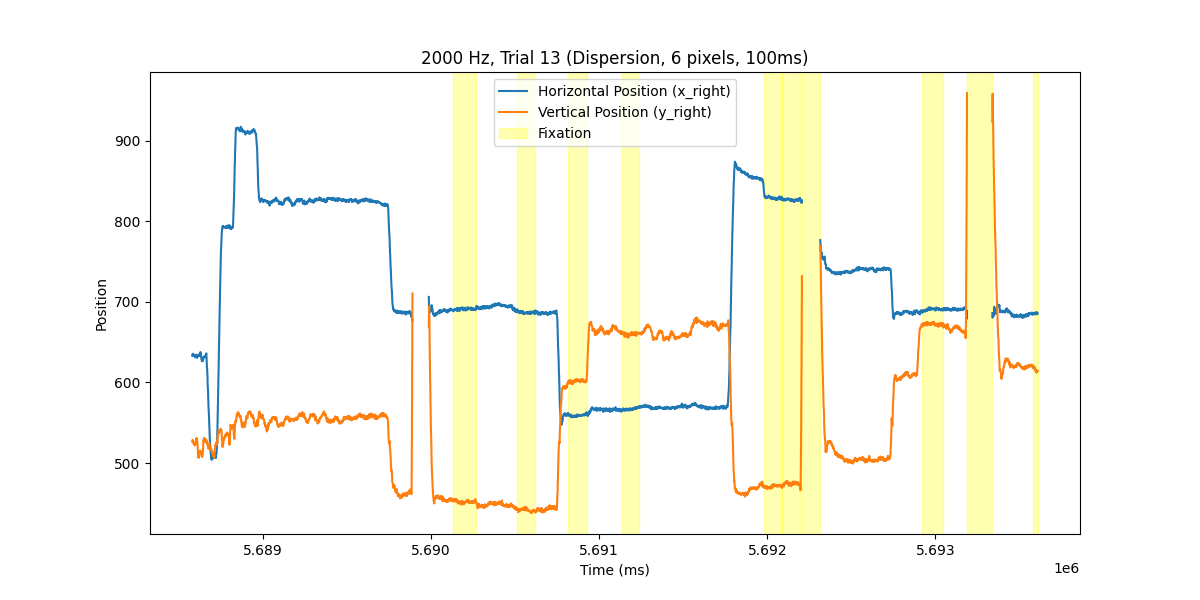 2000 Hz, Trial 13 (Dispersion, 6 pixels, 100ms)
Horizontal Position (x_right)
Vertical Position (y_right)
Fixation
Position
900
800
700
600
500
5.689 5.690 5.691 5.692 5.693
Time (ms)
1e6